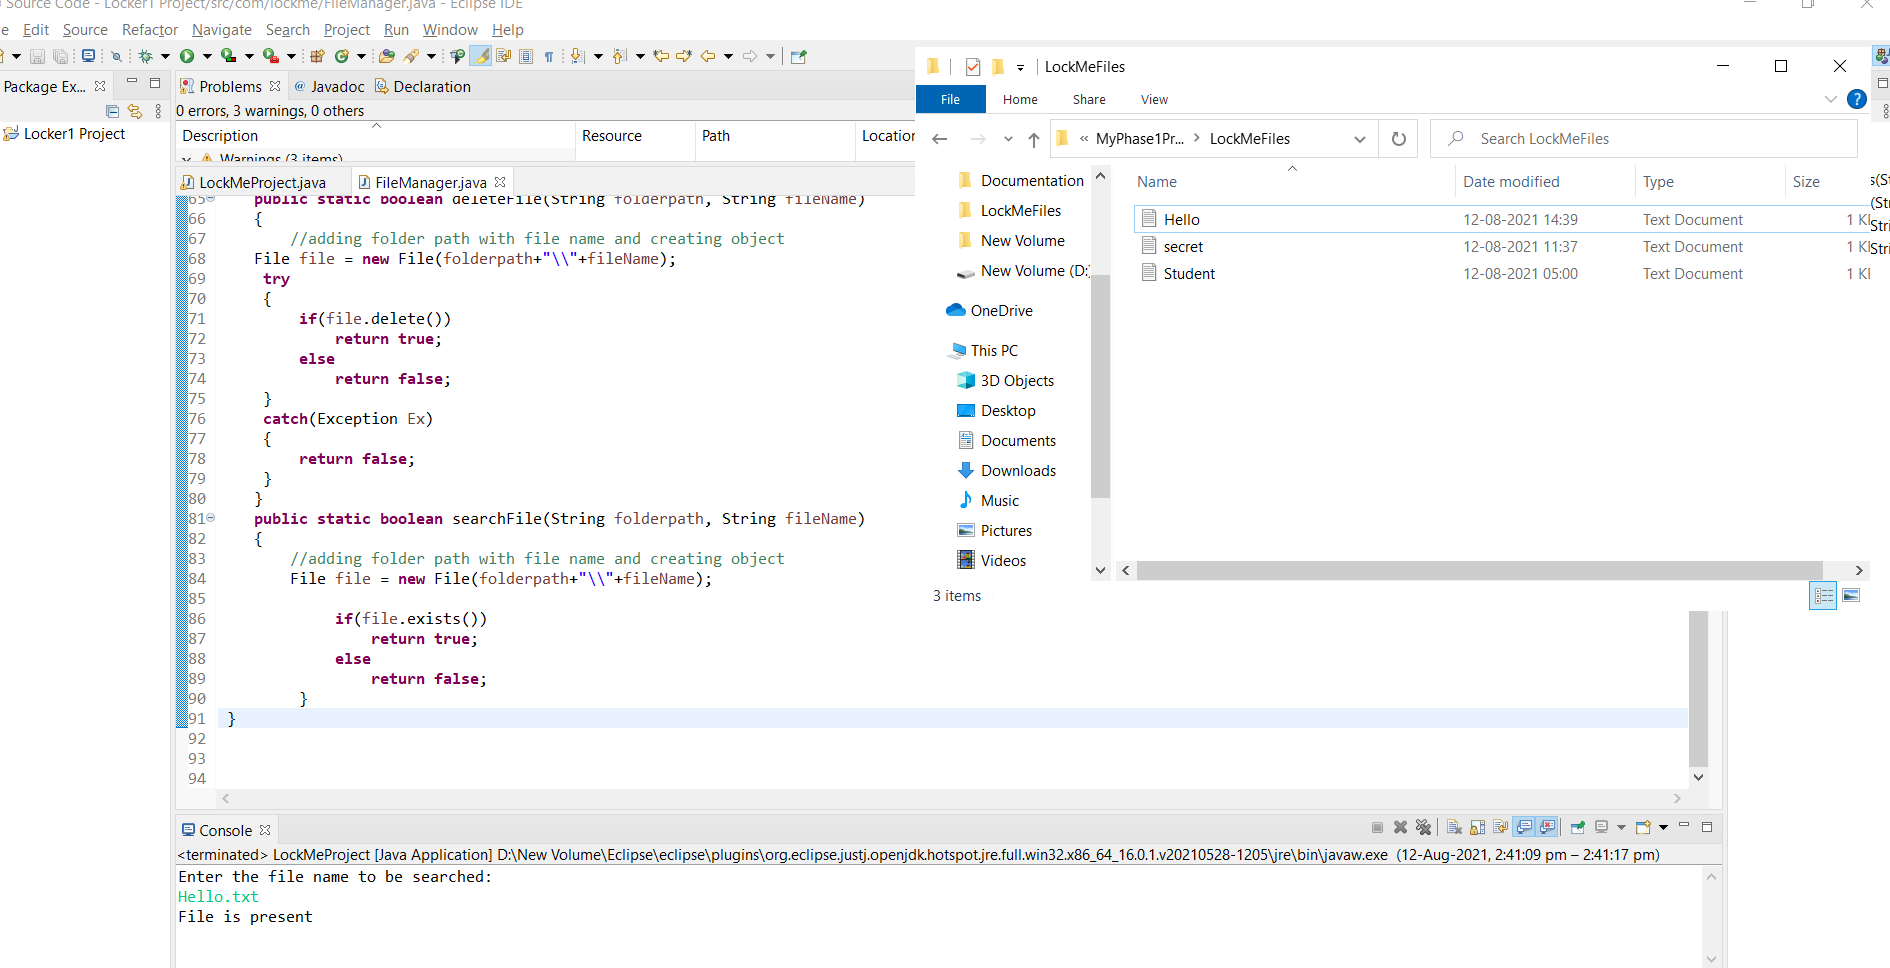 Source Code - Locker1 Project/src/com/lockme/FileManager.java - Eclipse IDE
Edit Source Refactor Navigate Search Project Run Window Help
Package Ex...
Locker1 Project
Problems @ Javadoc Declaration
0 errors, 3 warnings, 0 others
Description Resource Path Location
Warnings (3 items)
LockMeProject.java FileManager.java
65 public static boolean deleteFile(String folderpath, String fileName)
66 {
67 //adding folder path with file name and creating object
68 File file = new File(folderpath+"\\"+fileName);
69 try
70 {
71 if(file.delete())
72 return true;
73 else
74 return false;
75 }
76 catch(Exception Ex)
77 {
78 return false;
79 }
80 }
81 public static boolean searchFile(String folderpath, String fileName)
82 {
83 //adding folder path with file name and creating object
84 File file = new File(folderpath+"\\"+fileName);
85
86 if(file.exists())
87 return true;
88 else
89 return false;
90 }
91 }
92
93
94
LockMeFiles
File Home Share View
« MyPhase1Pr... > LockMeFiles
Search LockMeFiles
Documentation
LockMeFiles
New Volume
New Volume (D:)
OneDrive
This PC
3D Objects
Desktop
Documents
Downloads
Music
Pictures
Videos
Name Date modified Type Size
Hello 12-08-2021 14:39 Text Document 1 K
secret 12-08-2021 11:37 Text Document 1 K
Student 12-08-2021 05:00 Text Document 1 K
3 items
s(St
(St
Stri
Stri
Console
<terminated> LockMeProject [Java Application] D:\New Volume\Eclipse\eclipse\plugins\org.eclipse.justj.openjdk.hotspot.jre.full.win32.x86_64_16.0.1.v20210528-1205\jre\bin\javaw.exe (12-Aug-2021, 2:41:09 pm – 2:41:17 pm)
Enter the file name to be searched:
Hello.txt
File is present